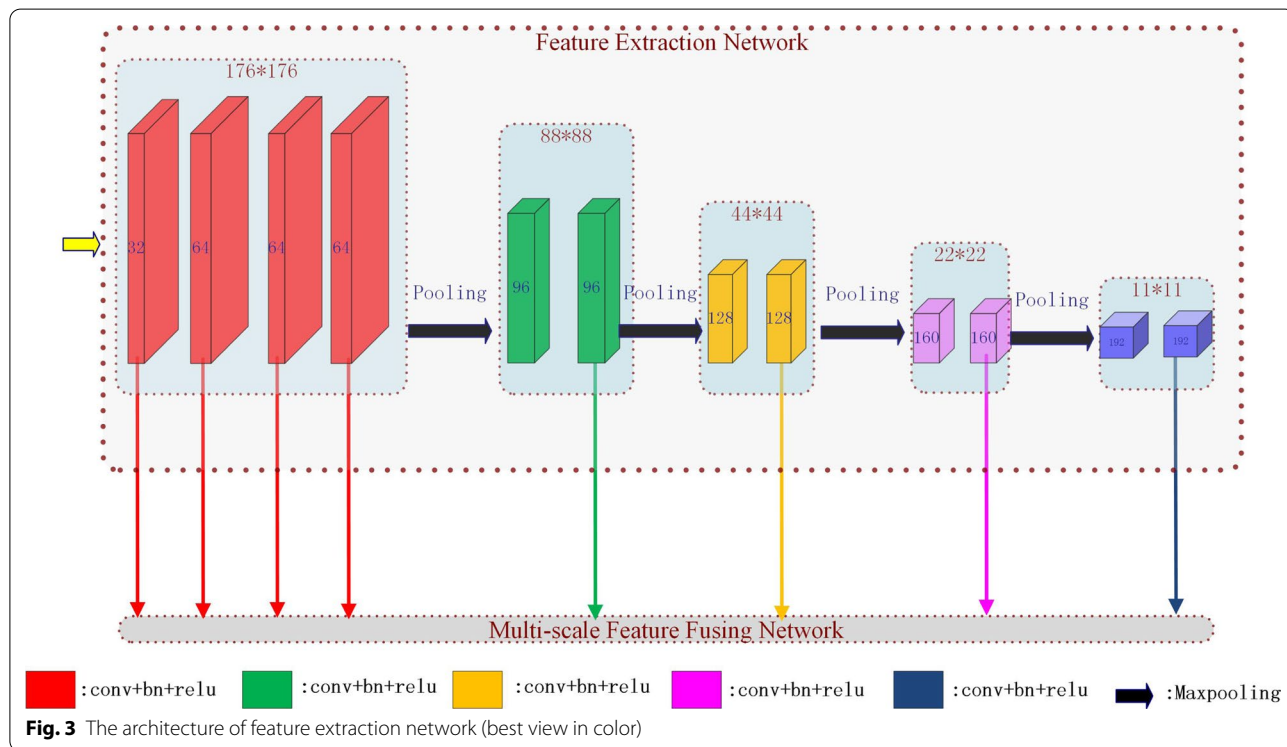 Feature Extraction Network
176*176
88*88
44*44
22*22
11*11
32
64
64
64
96
96
128
128
160
160
192
192
Pooling
Pooling
Pooling
Pooling
Multi-scale Feature Fusing Network
:conv+bn+relu
:conv+bn+relu
:conv+bn+relu
:conv+bn+relu
:conv+bn+relu
:Maxpooling
Fig. 3 The architecture of feature extraction network (best view in color)